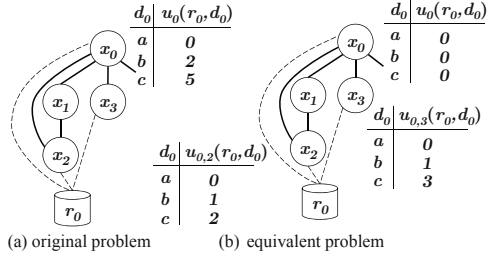 d₀ u₀(r₀,d₀)
a 0
b 2
c 5
x₀
x₁
x₃
x₂
r₀
d₀ u₀,₂(r₀,d₀)
a 0
b 1
c 2
(a) original problem
d₀ u₀(r₀,d₀)
a 0
b 0
c 0
x₀
x₁
x₃
x₂
r₀
d₀ u₀,₃(r₀,d₀)
a 0
b 1
c 3
(b) equivalent problem